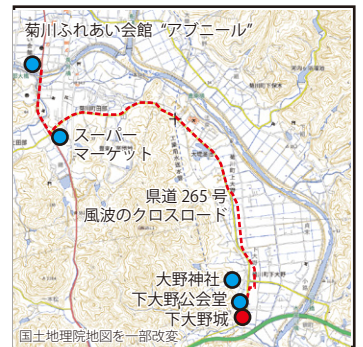 菊川ふれあい会館 “アブニール”
スーパー
マーケット
県道 265 号
風波のクロスロード
大野神社
下大野公会堂
下大野城
国土地理院地図を一部改変